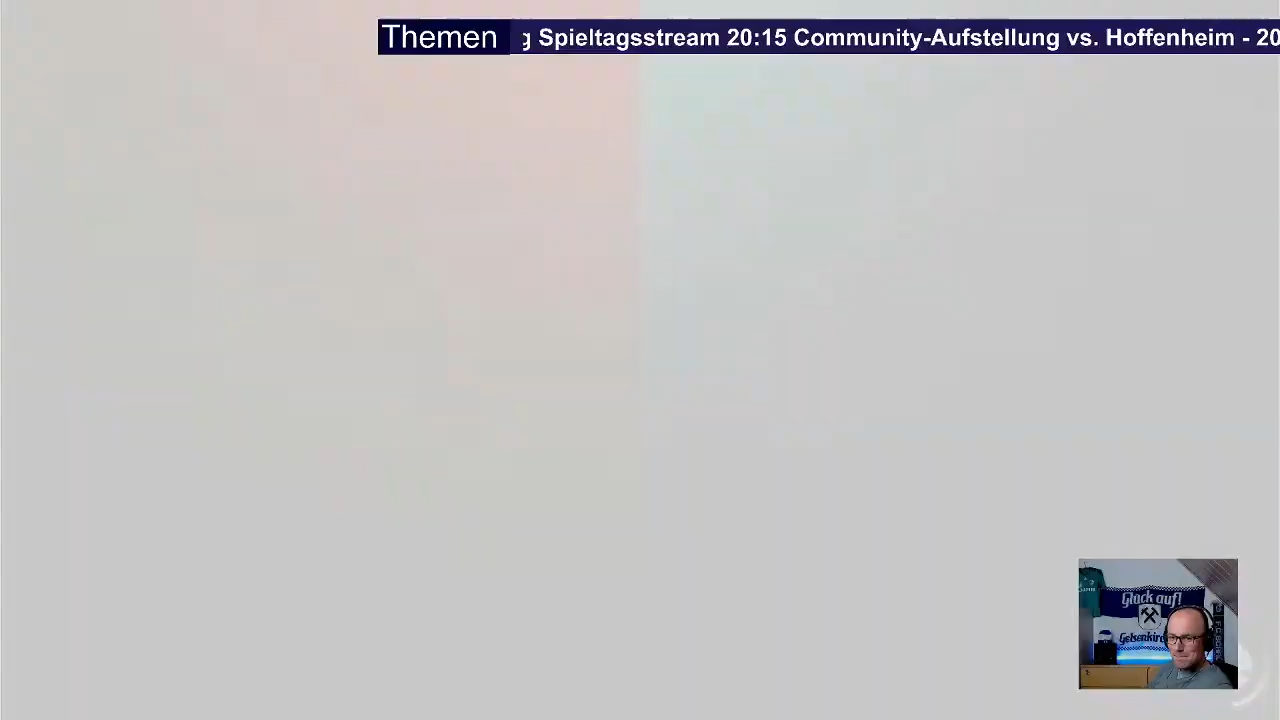 Themen
g Spieltagsstream 20:15 Community-Aufstellung vs. Hoffenheim - 20
Glück auf!